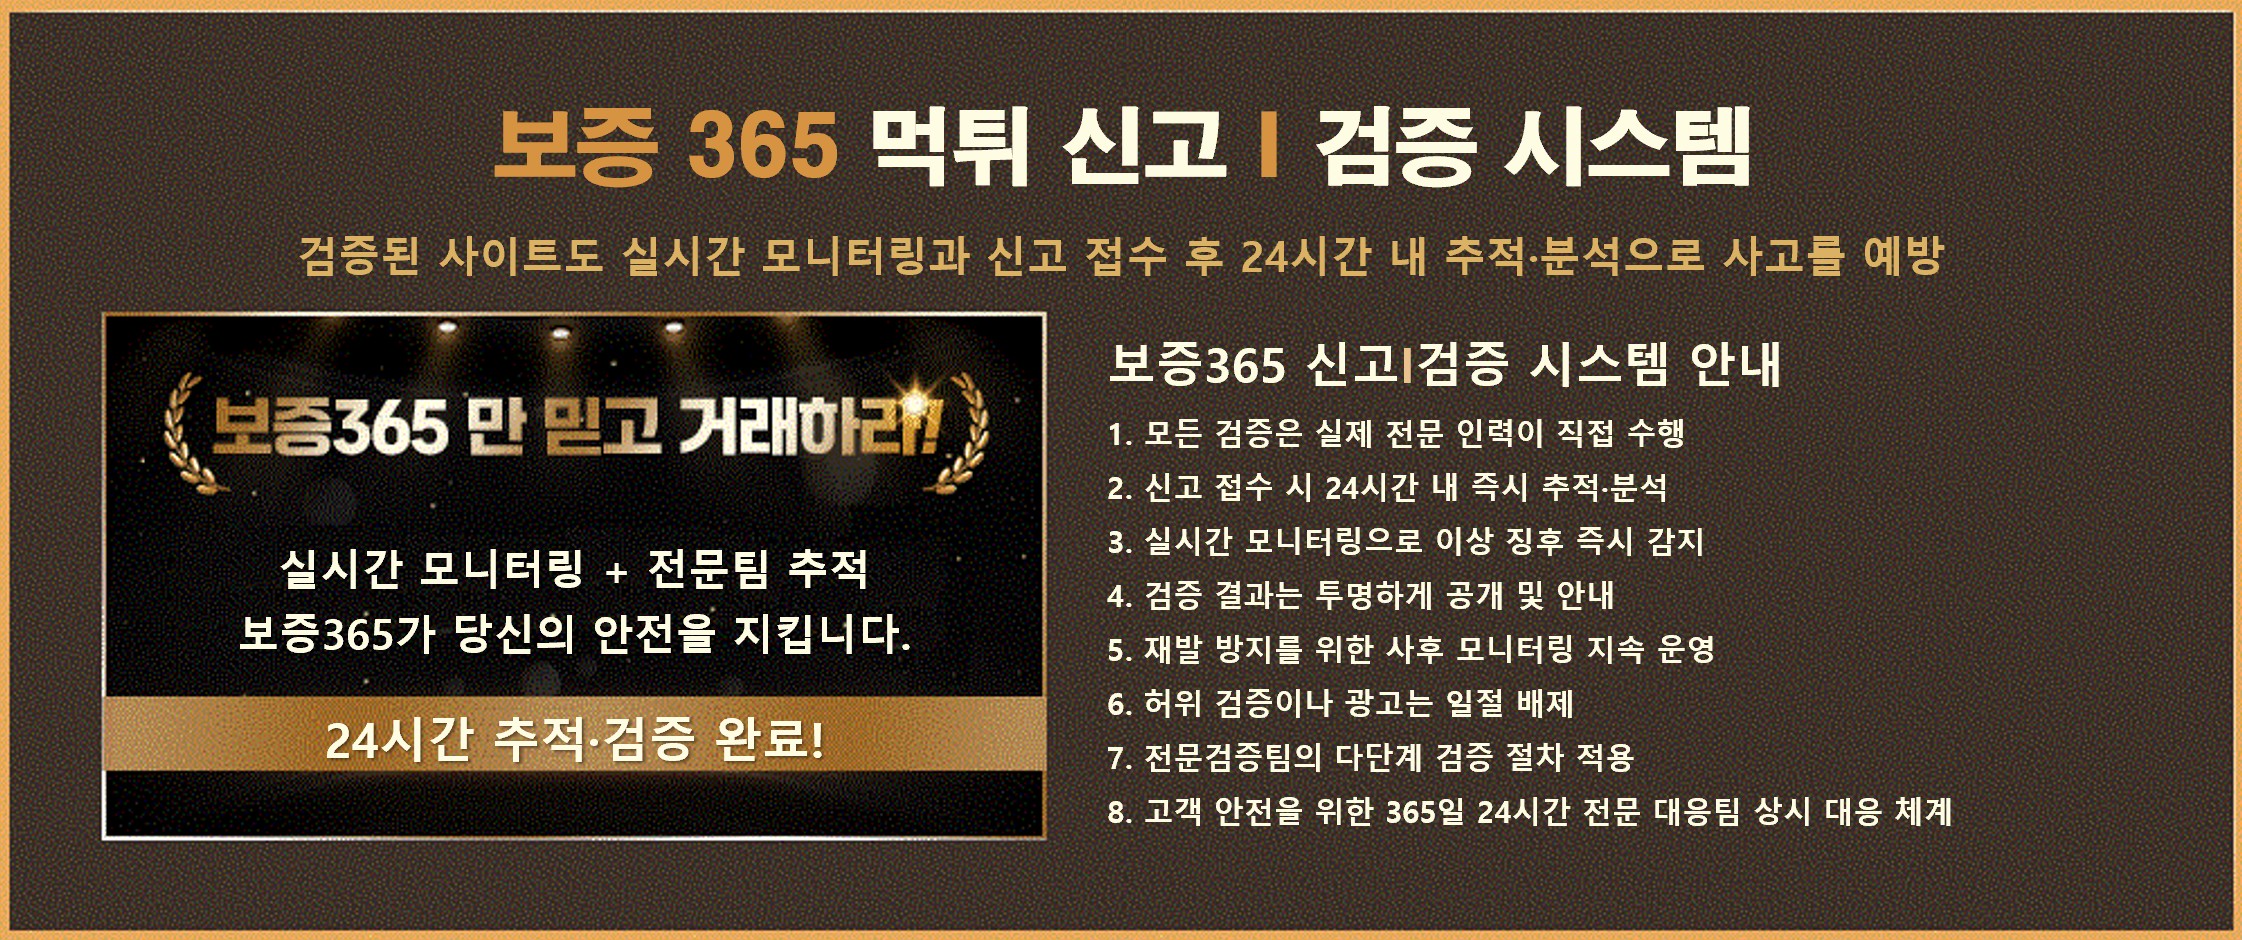 보증 365 먹튀 신고 I 검증 시스템
검증된 사이트도 실시간 모니터링과 신고 접수 후 24시간 내 추적·분석으로 사고를 예방
보증365 만 믿고 거래하라!
실시간 모니터링 + 전문팀 추적
보증365가 당신의 안전을 지킵니다.
24시간 추적·검증 완료!
보증365 신고I검증 시스템 안내
1. 모든 검증은 실제 전문 인력이 직접 수행
2. 신고 접수 시 24시간 내 즉시 추적·분석
3. 실시간 모니터링으로 이상 징후 즉시 감지
4. 검증 결과는 투명하게 공개 및 안내
5. 재발 방지를 위한 사후 모니터링 지속 운영
6. 허위 검증이나 광고는 일절 배제
7. 전문검증팀의 다단계 검증 절차 적용
8. 고객 안전을 위한 365일 24시간 전문 대응팀 상시 대응 체계